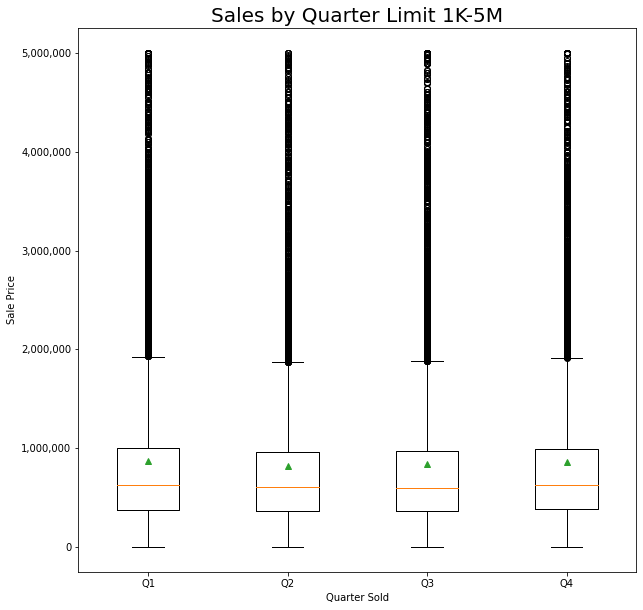 Sales by Quarter Limit 1K-5M
5,000,000
4,000,000
3,000,000
2,000,000
1,000,000
0
Sale Price
Q1 Q2 Q3 Q4
Quarter Sold